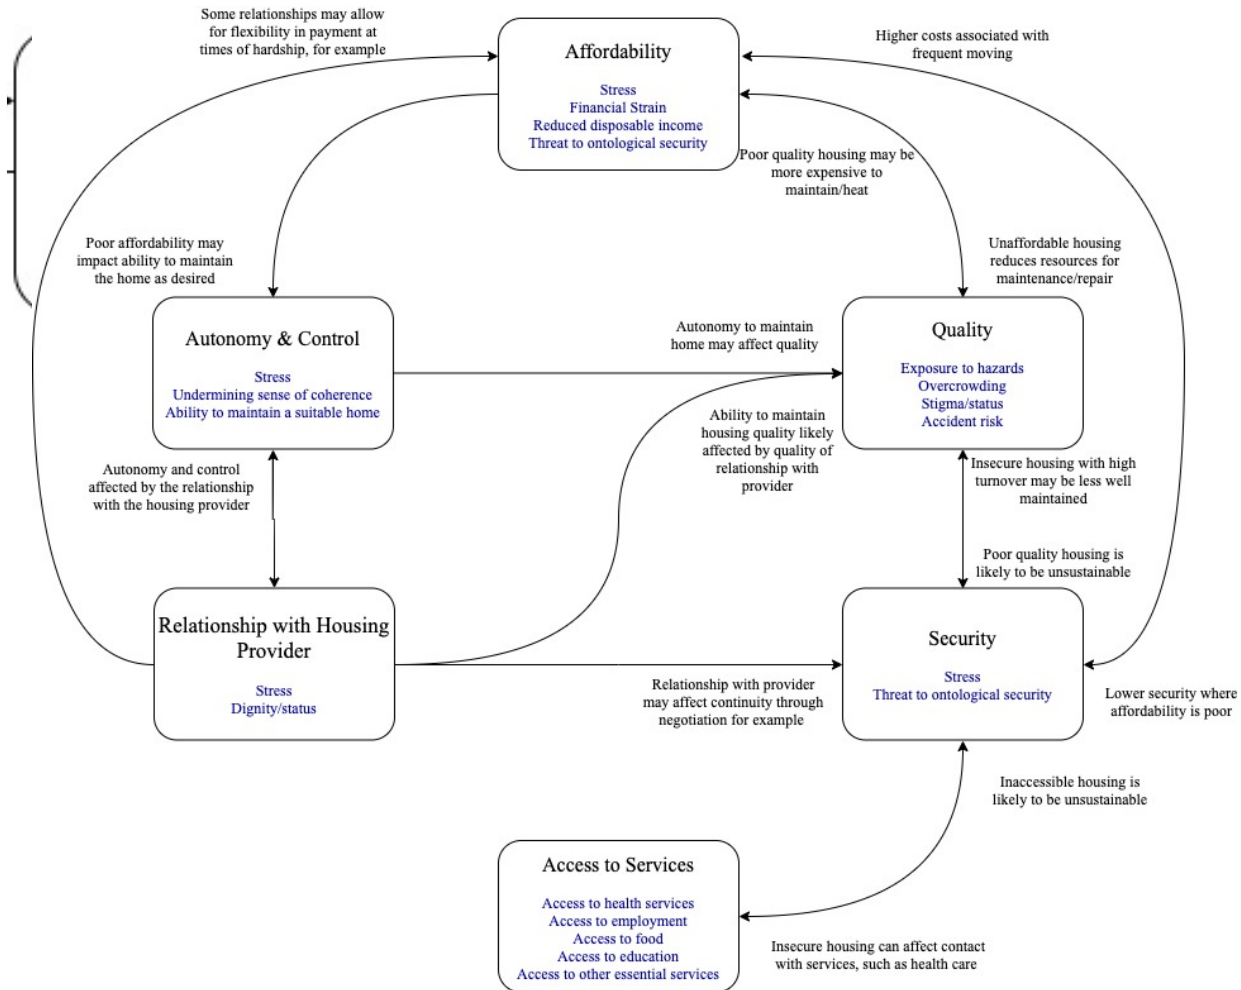 Some relationships may allow
for flexibility in payment at
times of hardship, for example
Affordability
Stress
Financial Strain
Reduced disposable income
Threat to ontological security
Higher costs associated with
frequent moving
Poor quality housing may be
more expensive to
maintain/heat
Poor affordability may
impact ability to maintain
the home as desired
Unaffordable housing
reduces resources for
maintenance/repair
Autonomy & Control
Stress
Undermining sense of coherence
Ability to maintain a suitable home
Autonomy to maintain
home may affect quality
Quality
Exposure to hazards
Overcrowding
Stigma/status
Accident risk
Ability to maintain
housing quality likely
affected by quality of
relationship with
provider
Autonomy and control
affected by the relationship
with the housing provider
Insecure housing with high
turnover may be less well
maintained
Poor quality housing is
likely to be unsustainable
Relationship with Housing
Provider
Stress
Dignity/status
Security
Stress
Threat to ontological security
Relationship with provider
may affect continuity through
negotiation for example
Lower security where
affordability is poor
Inaccessible housing is
likely to be unsustainable
Access to Services
Access to health services
Access to employment
Access to food
Access to education
Access to other essential services
Insecure housing can affect contact
with services, such as health care